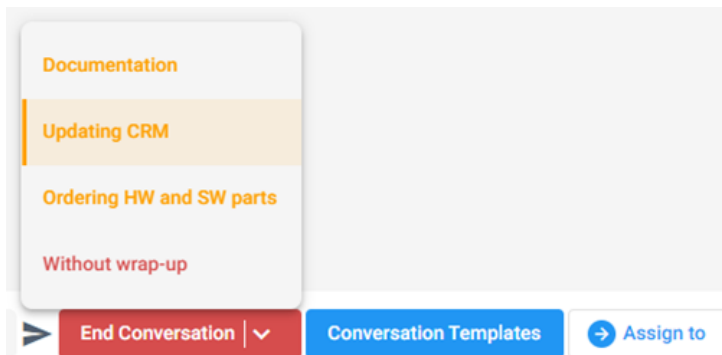 Documentation
Updating CRM
Ordering HW and SW parts
Without wrap-up
End Conversation Conversation Templates Assign to